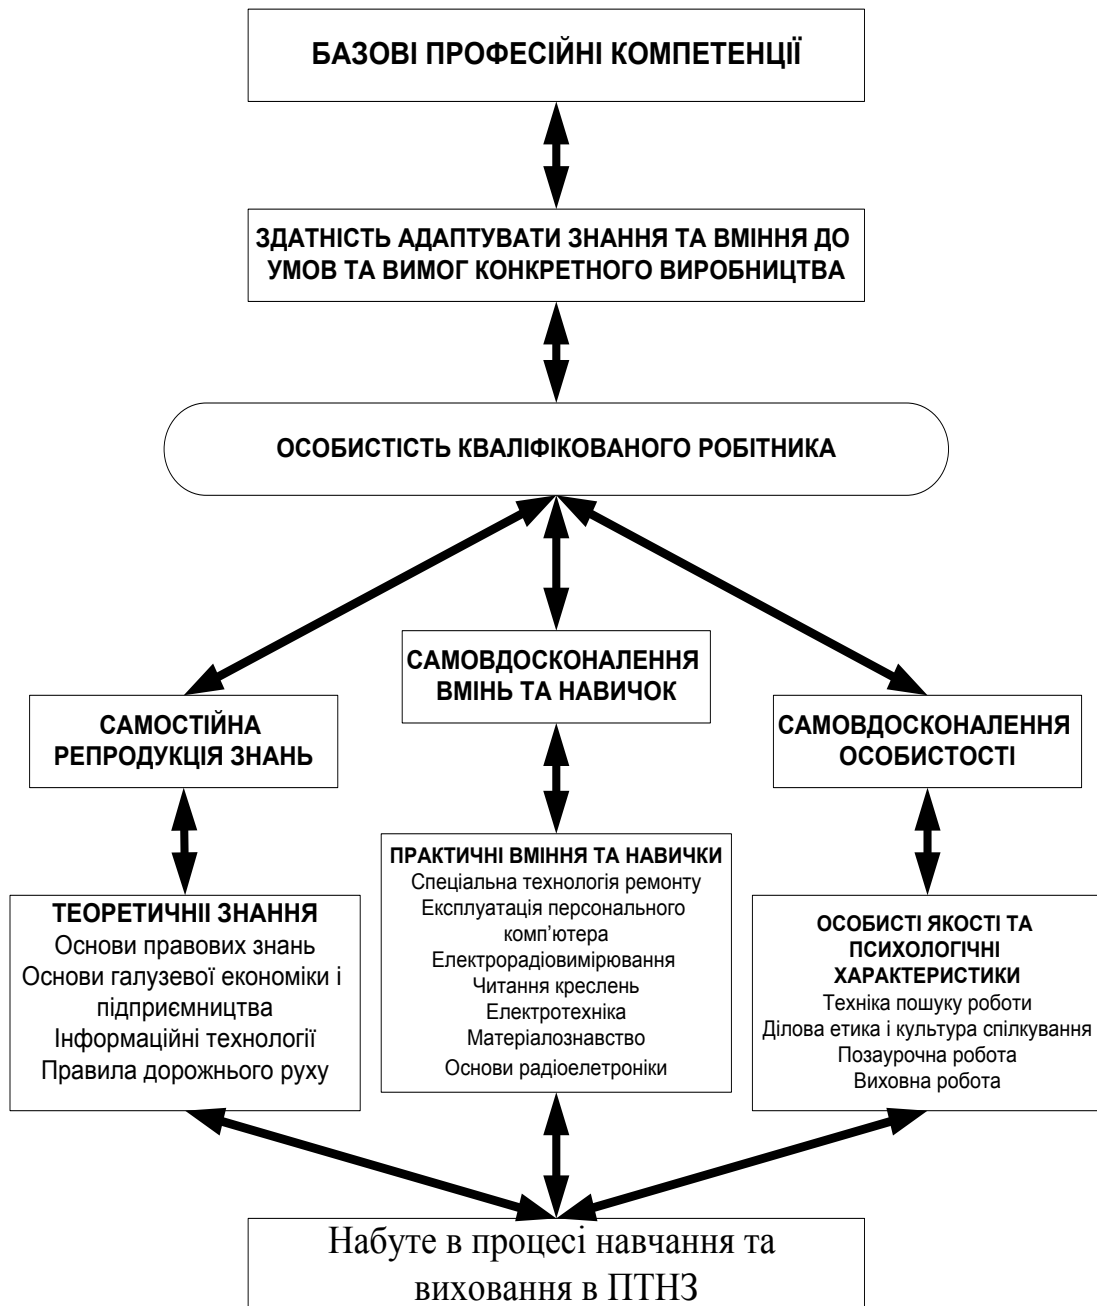 БАЗОВІ ПРОФЕСІЙНІ КОМПЕТЕНЦІЇ
ЗДАТНІСТЬ АДАПТУВАТИ ЗНАННЯ ТА ВМІННЯ ДО
УМОВ ТА ВИМОГ КОНКРЕТНОГО ВИРОБНИЦТВА
ОСОБИСТІСТЬ КВАЛІФІКОВАНОГО РОБІТНИКА
САМОСТІЙНА
РЕПРОДУКЦІЯ ЗНАНЬ
САМОВДОСКОНАЛЕННЯ
ВМІНЬ ТА НАВИЧОК
САМОВДОСКОНАЛЕННЯ
ОСОБИСТОСТІ
ТЕОРЕТИЧНІІ ЗНАННЯ
Основи правових знань
Основи галузевої економіки і
підприємництва
Інформаційні технології
Правила дорожнього руху
ПРАКТИЧНІ ВМІННЯ ТА НАВИЧКИ
Спеціальна технологія ремонту
Експлуатація персонального
комп’ютера
Електрорадіовимірювання
Читання креслень
Електротехніка
Матеріалознавство
Основи радіоелетроніки
ОСОБИСТІ ЯКОСТІ ТА
ПСИХОЛОГІЧНІ
ХАРАКТЕРИСТИКИ
Техніка пошуку роботи
Ділова етика і культура спілкування
Позаурочна робота
Виховна робота
Набуте в процесі навчання та
виховання в ПТНЗ